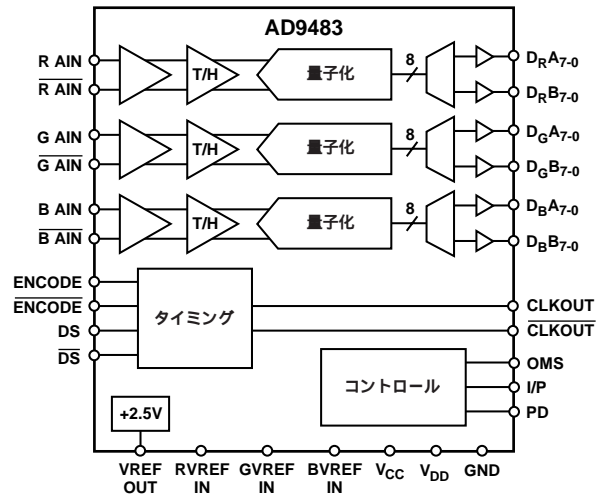 AD9483
R AIN
R AIN
T/H
量子化
8
DRA7-0
DRB7-0
G AIN
G AIN
T/H
量子化
8
DGA7-0
DGB7-0
B AIN
B AIN
T/H
量子化
8
DBA7-0
DBB7-0
ENCODE
ENCODE
DS
DS
タイミング
CLKOUT
CLKOUT
コントロール
OMS
I/P
PD
+2.5V
VREF OUT
RVREF IN
GVREF IN
BVREF IN
VCC
VDD
GND